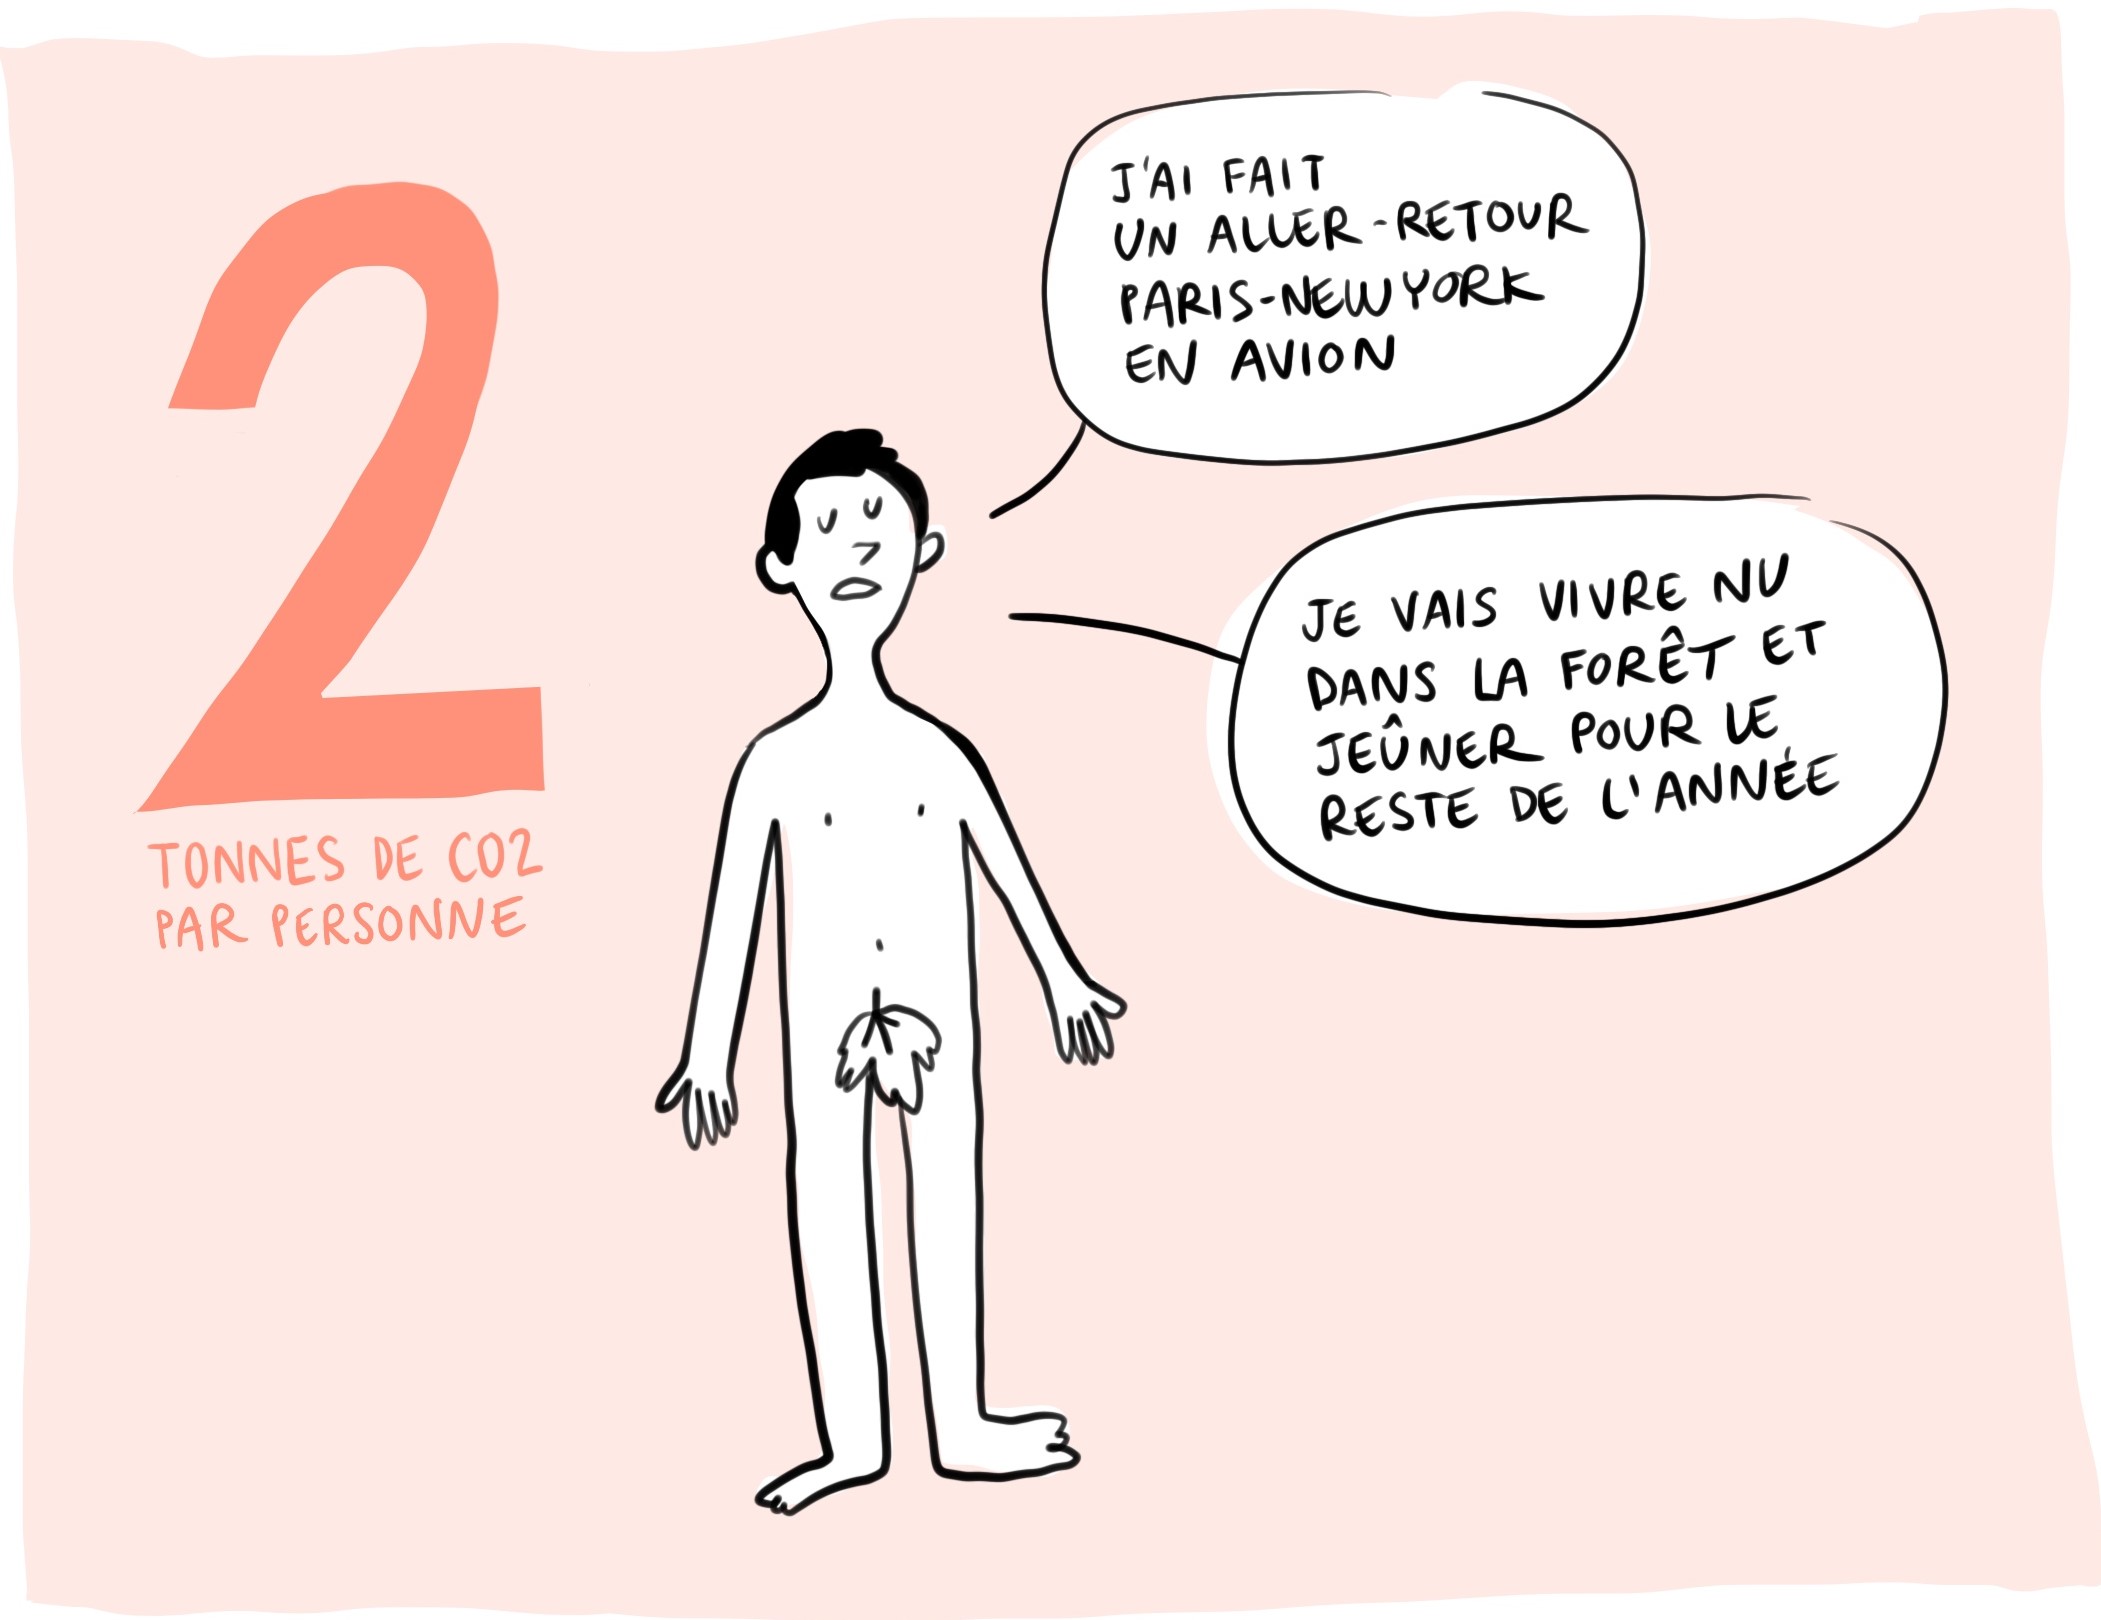 2
TONNES DE CO2
PAR PERSONNE
J'AI FAIT
UN ALLER-RETOUR
PARIS-NEW YORK
EN AVION
JE VAIS VIVRE NU
DANS LA FORÊT ET
JEÛNER POUR LE
RESTE DE L'ANNÉE